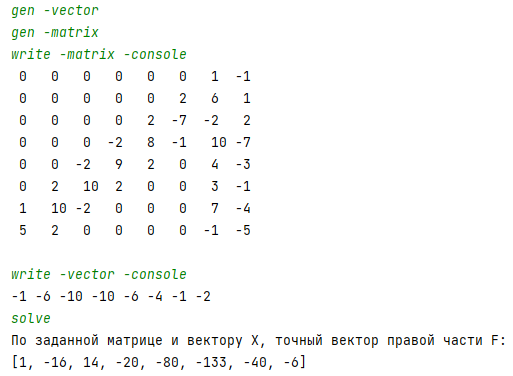 gen -vector
gen -matrix
write -matrix -console
0 0 0 0 0 0 1 -1
0 0 0 0 0 2 6 1
0 0 0 0 2 -7 -2 2
0 0 0 -2 8 -1 10 -7
0 0 -2 9 2 0 4 -3
0 2 10 2 0 0 3 -1
1 10 -2 0 0 0 7 -4
5 2 0 0 0 0 -1 -5
write -vector -console
-1 -6 -10 -10 -6 -4 -1 -2
solve
По заданной матрице и вектору X, точный вектор правой части F:
[1, -16, 14, -20, -80, -133, -40, -6]